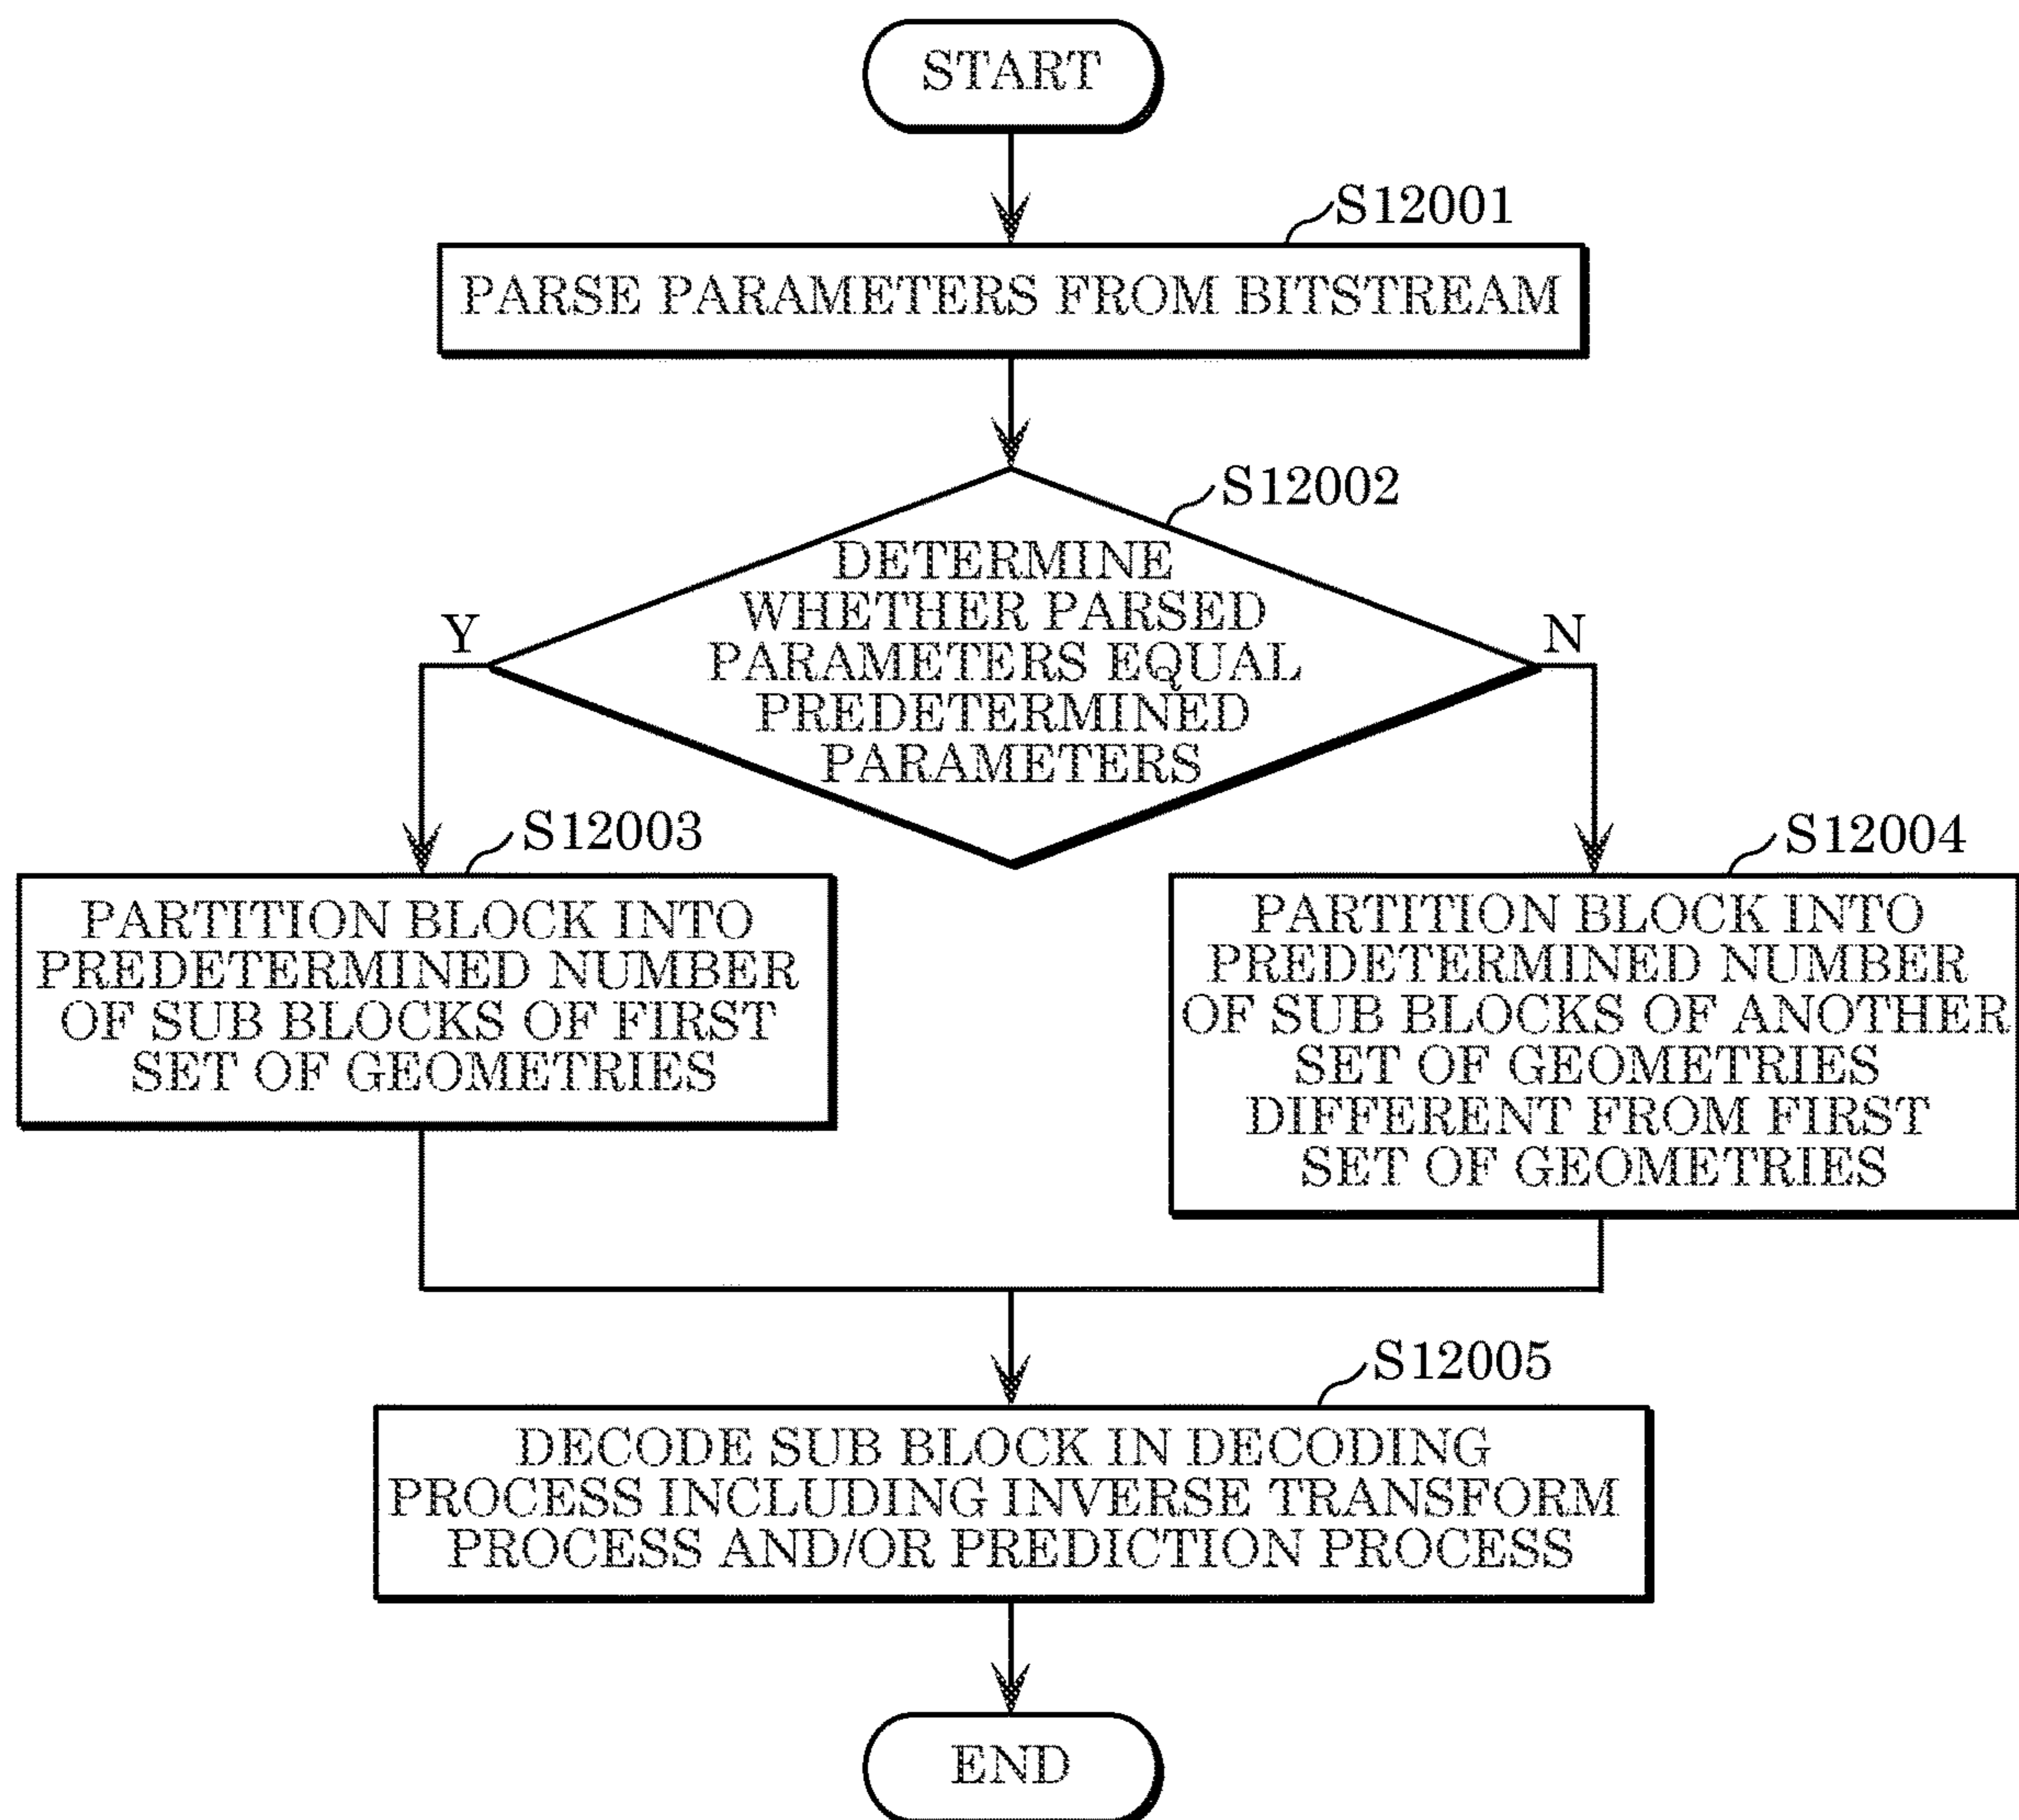 START
S12001
PARSE PARAMETERS FROM BITSTREAM
S12002
DETERMINE
WHETHER PARSED
PARAMETERS EQUAL
PREDETERMINED
PARAMETERS
Y
N
S12003
PARTITION BLOCK INTO
PREDETERMINED NUMBER
OF SUB BLOCKS OF FIRST
SET OF GEOMETRIES
S12004
PARTITION BLOCK INTO
PREDETERMINED NUMBER
OF SUB BLOCKS OF ANOTHER
SET OF GEOMETRIES
DIFFERENT FROM FIRST
SET OF GEOMETRIES
S12005
DECODE SUB BLOCK IN DECODING
PROCESS INCLUDING INVERSE TRANSFORM
PROCESS AND/OR PREDICTION PROCESS
END